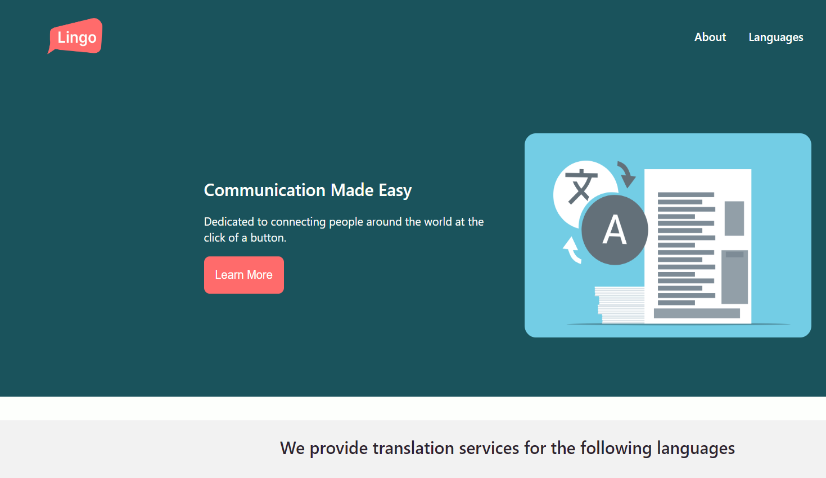 Lingo
About
Languages
Communication Made Easy
Dedicated to connecting people around the world at the
click of a button.
Learn More
文
A
We provide translation services for the following languages